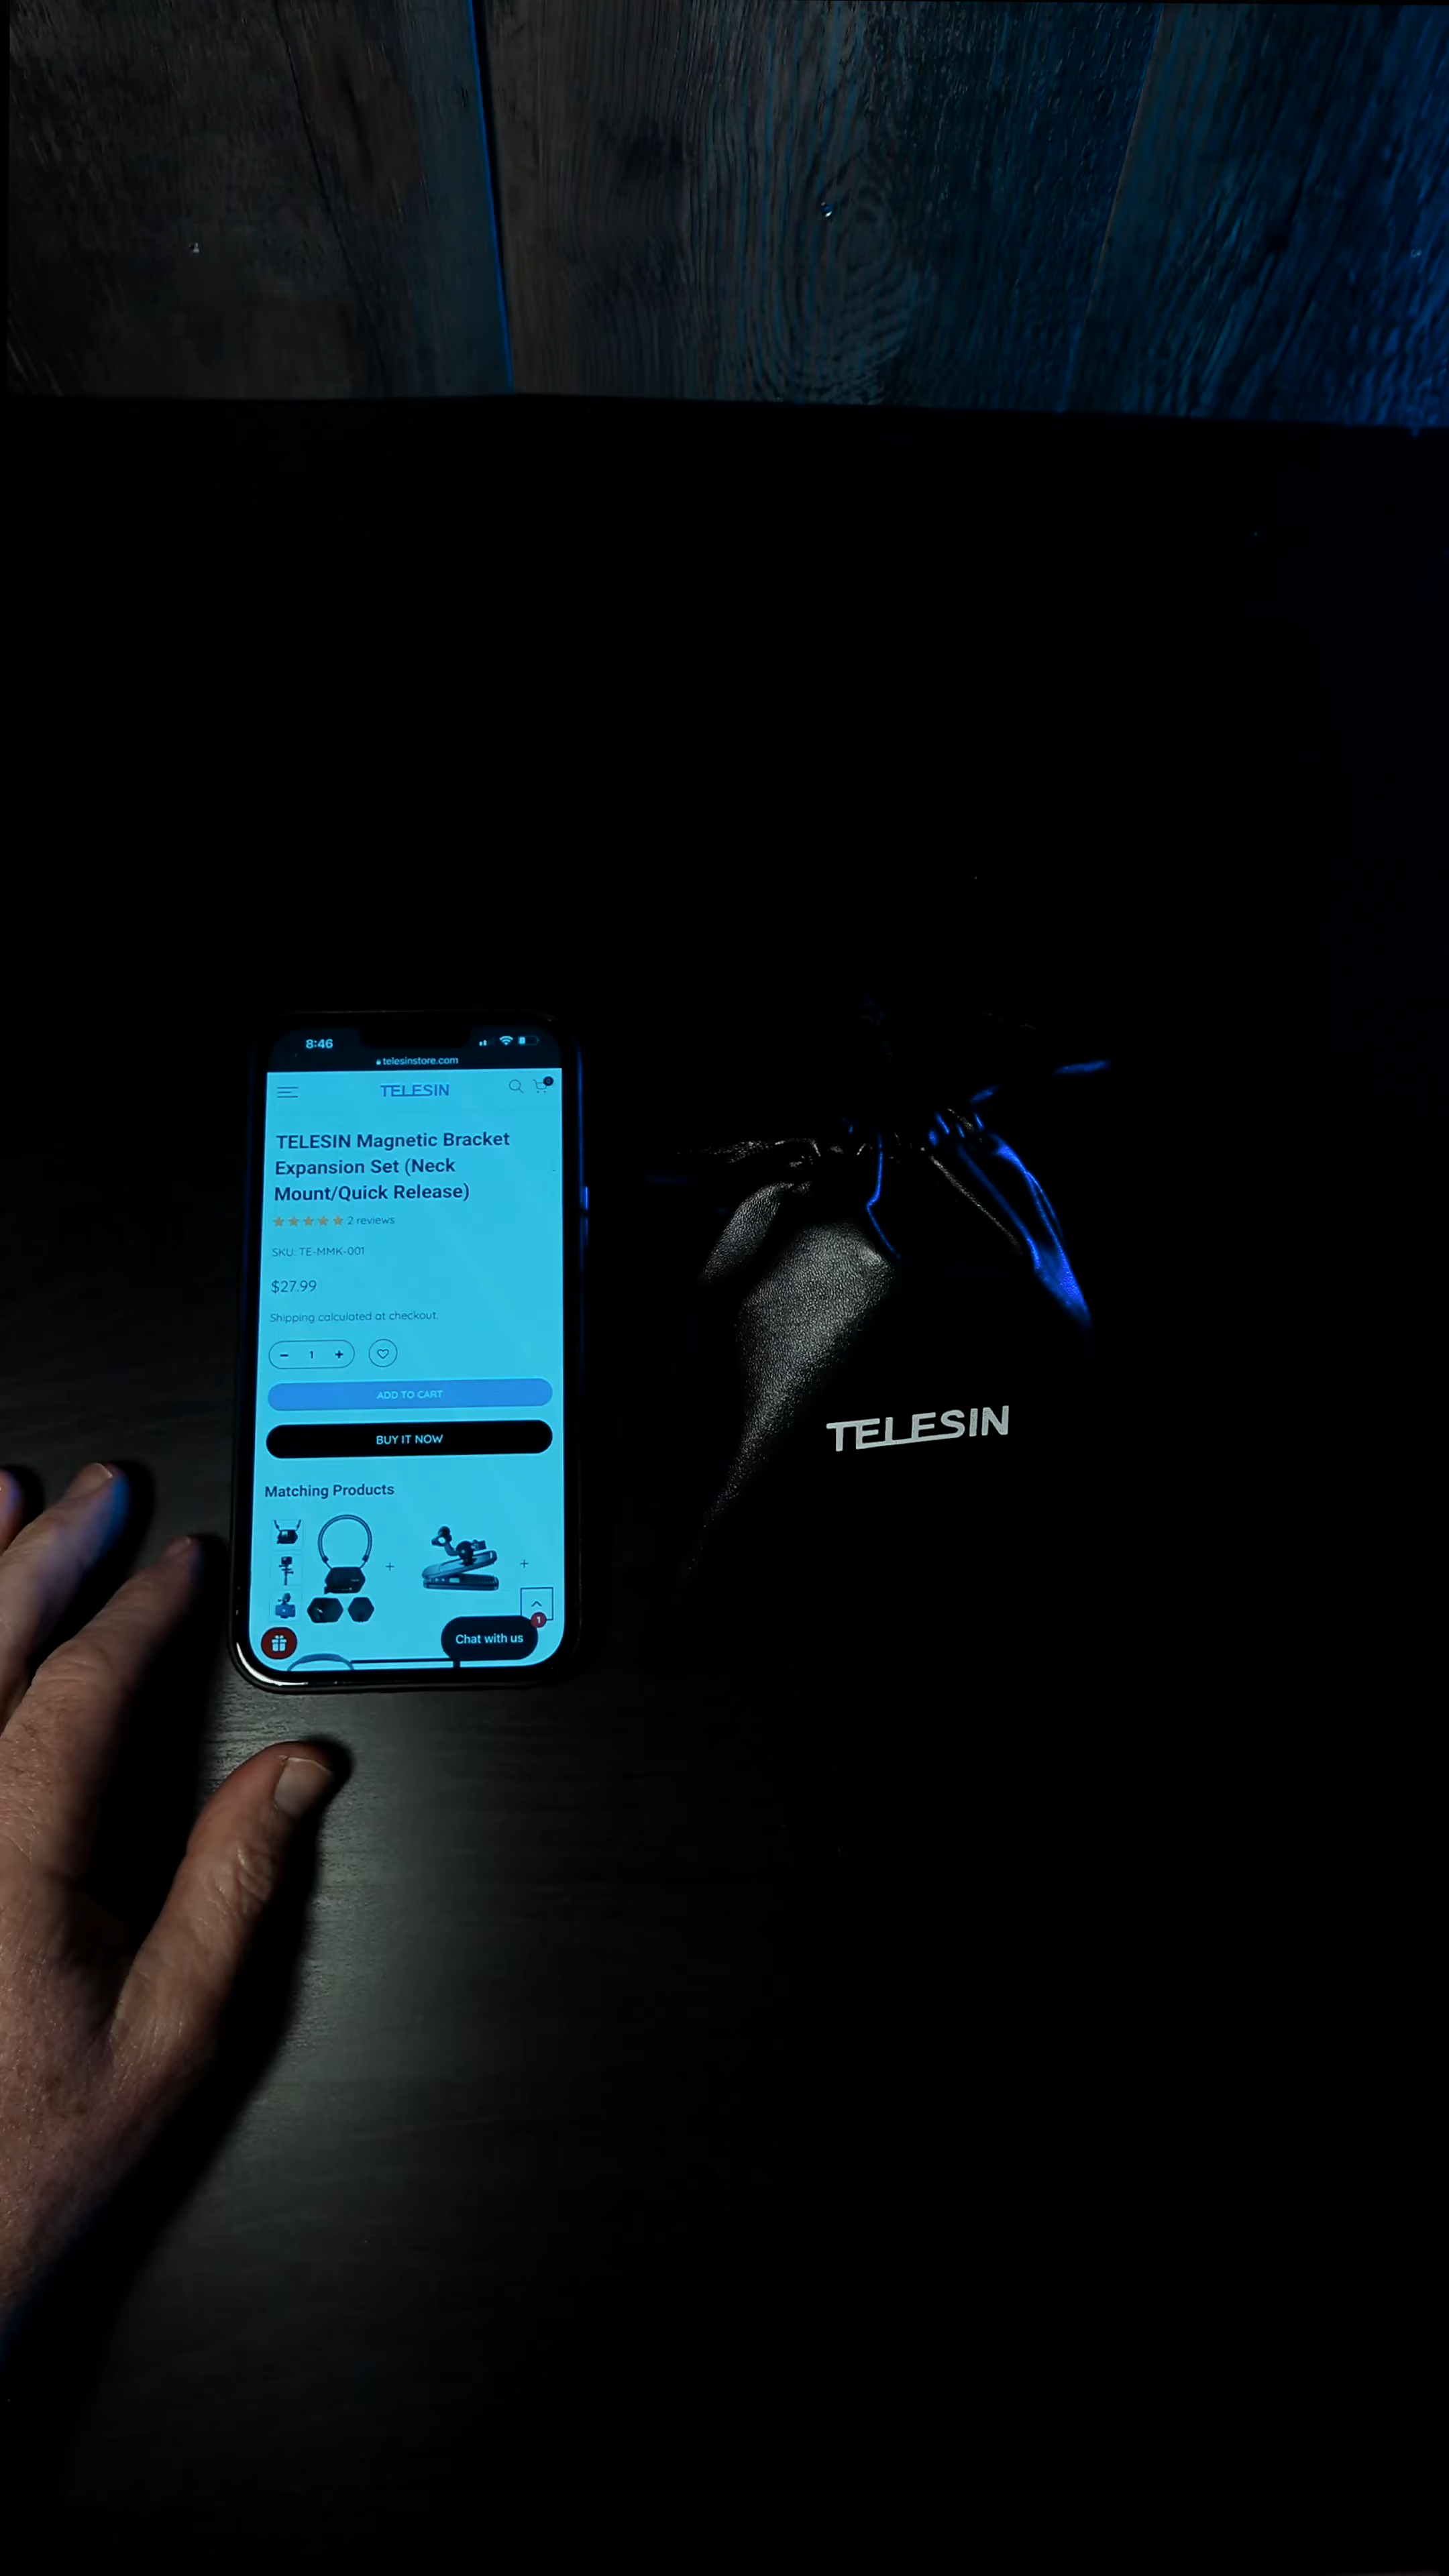 8:46
telesinstore.com
TELESIN
0
TELESIN Magnetic Bracket
Expansion Set (Neck
Mount/Quick Release)
2 reviews
SKU: TE-MMK-001
$27.99
Shipping calculated at checkout.
− 1 +
ADD TO CART
BUY IT NOW
Matching Products
+ +
1
Chat with us
TELESIN